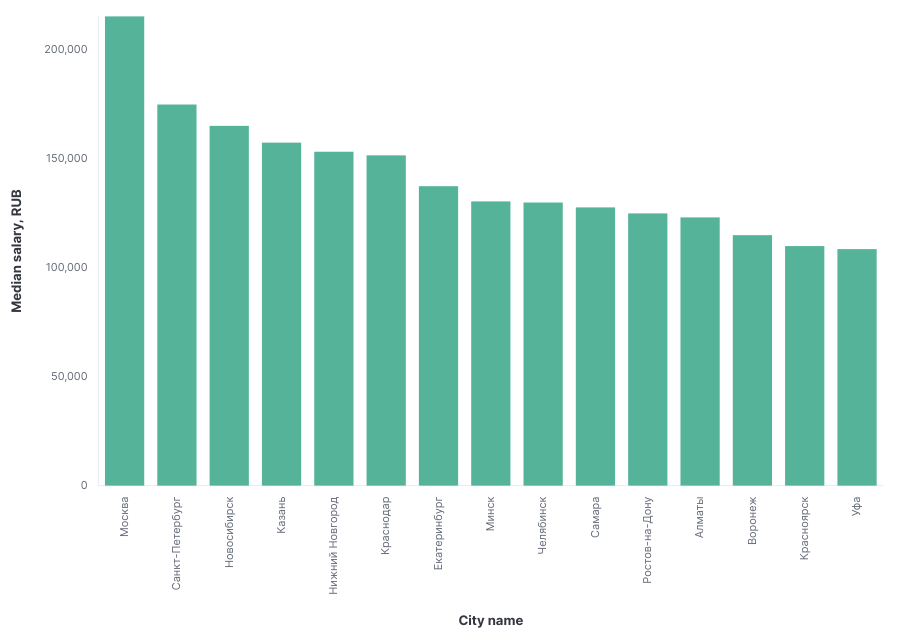 Median salary, RUB
200,000
150,000
100,000
50,000
0
Москва
Санкт-Петербург
Новосибирск
Казань
Нижний Новгород
Краснодар
Екатеринбург
Минск
Челябинск
Самара
Ростов-на-Дону
Алматы
Воронеж
Красноярск
Уфа
City name